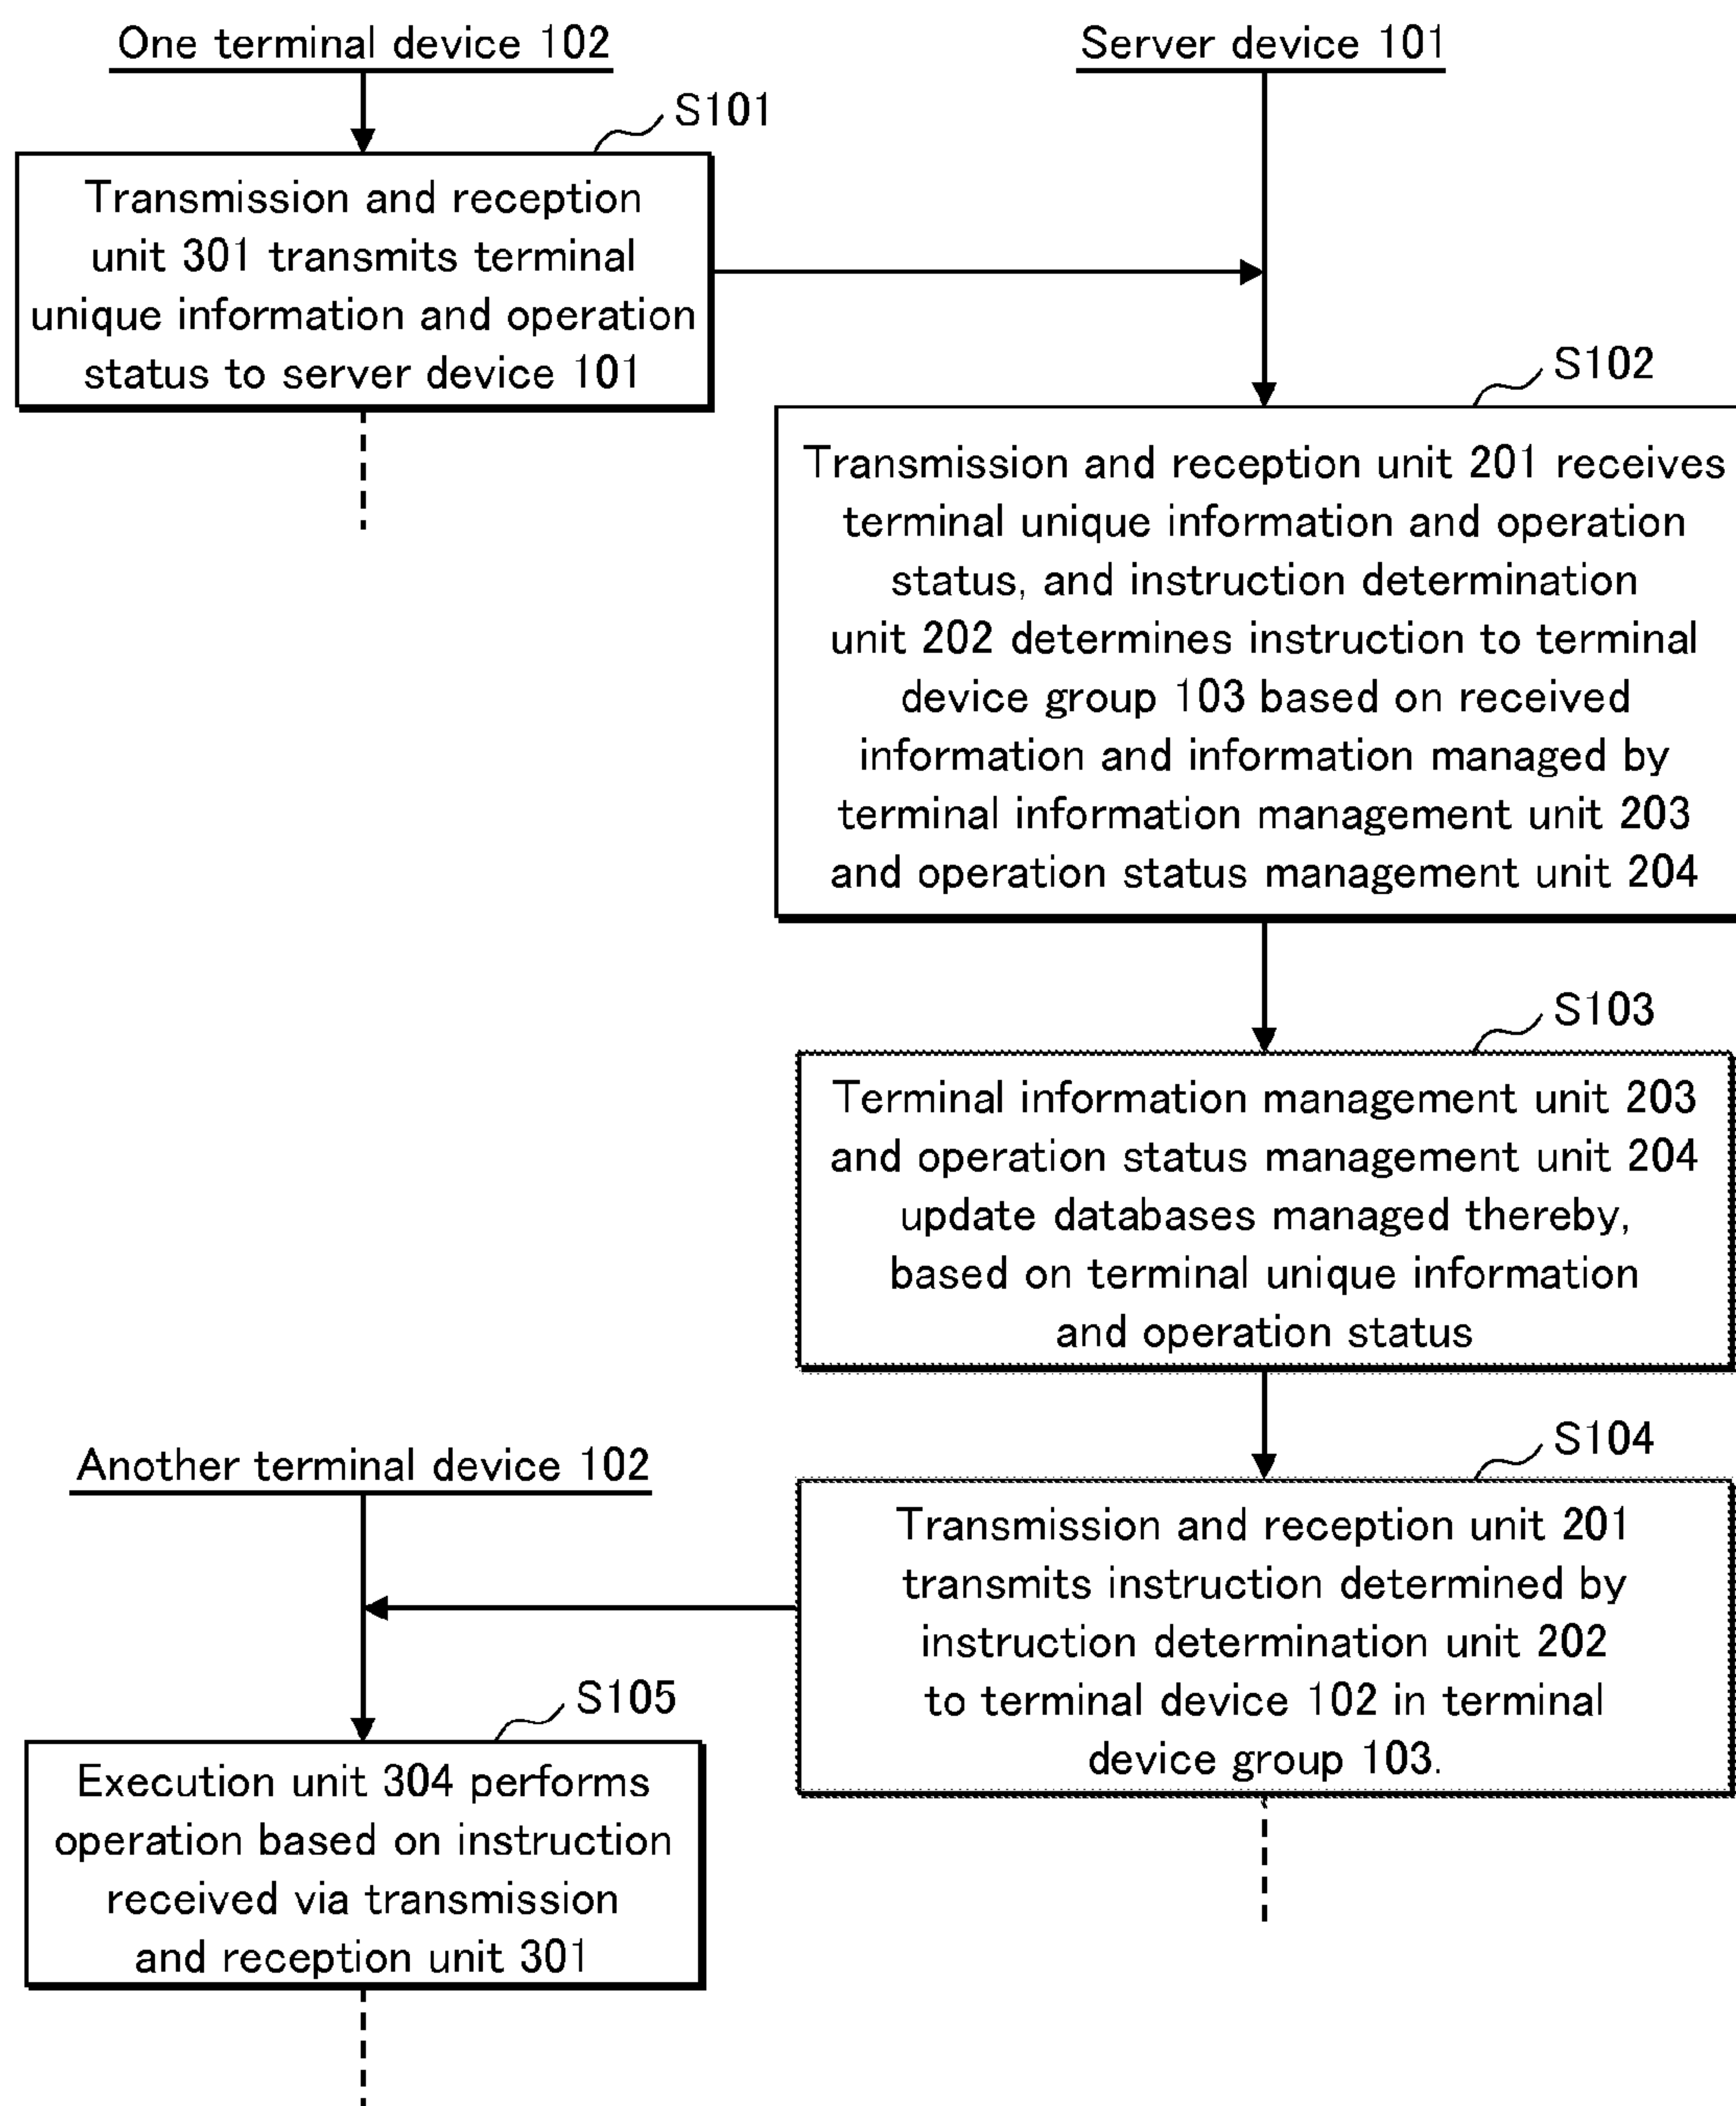 One terminal device 102
Server device 101
S101
Transmission and reception
unit 301 transmits terminal
unique information and operation
status to server device 101
S102
Transmission and reception unit 201 receives
terminal unique information and operation
status, and instruction determination
unit 202 determines instruction to terminal
device group 103 based on received
information and information managed by
terminal information management unit 203
and operation status management unit 204
S103
Terminal information management unit 203
and operation status management unit 204
update databases managed thereby,
based on terminal unique information
and operation status
Another terminal device 102
S104
Transmission and reception unit 201
transmits instruction determined by
instruction determination unit 202
to terminal device 102 in terminal
device group 103.
S105
Execution unit 304 performs
operation based on instruction
received via transmission
and reception unit 301